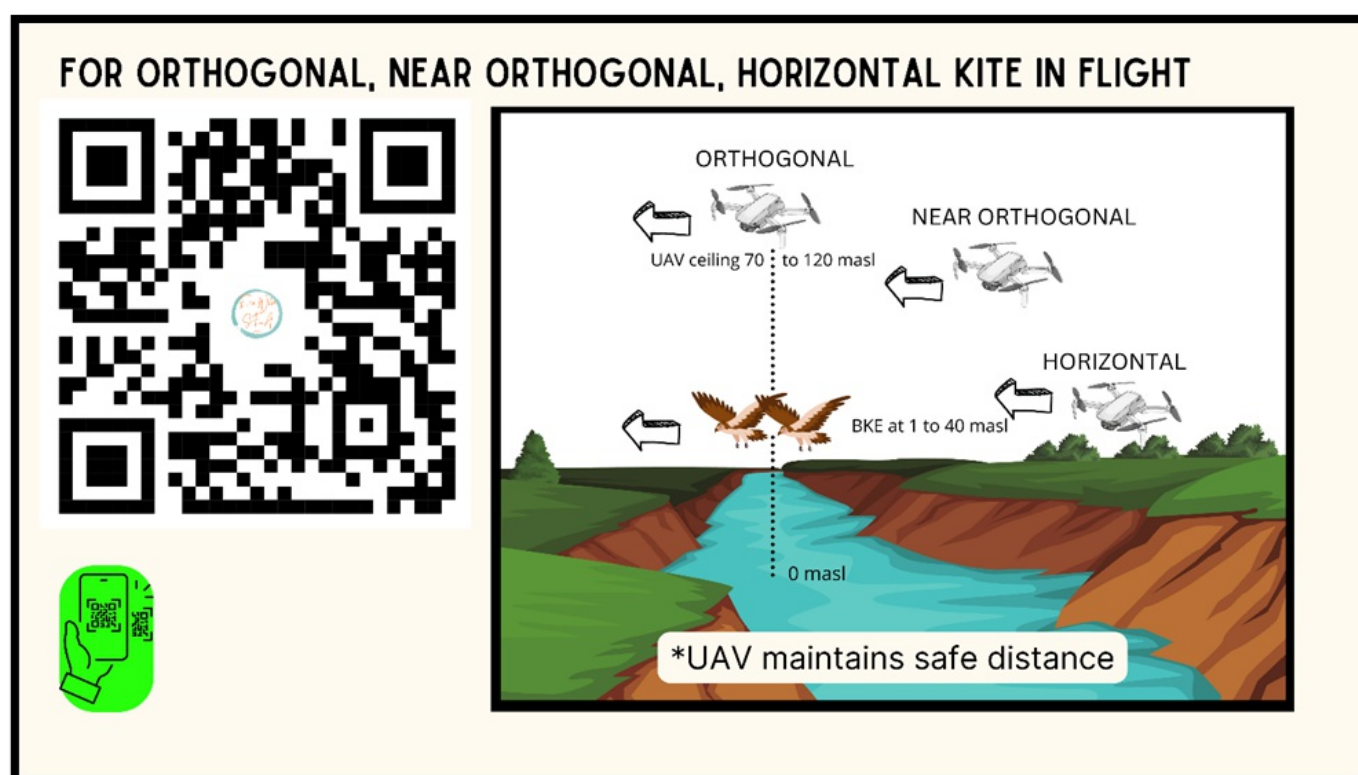 FOR ORTHOGONAL, NEAR ORTHOGONAL, HORIZONTAL KITE IN FLIGHT
ORTHOGONAL
NEAR ORTHOGONAL
UAV ceiling 70 to 120 masl
HORIZONTAL
BKE at 1 to 40 masl
0 masl
*UAV maintains safe distance